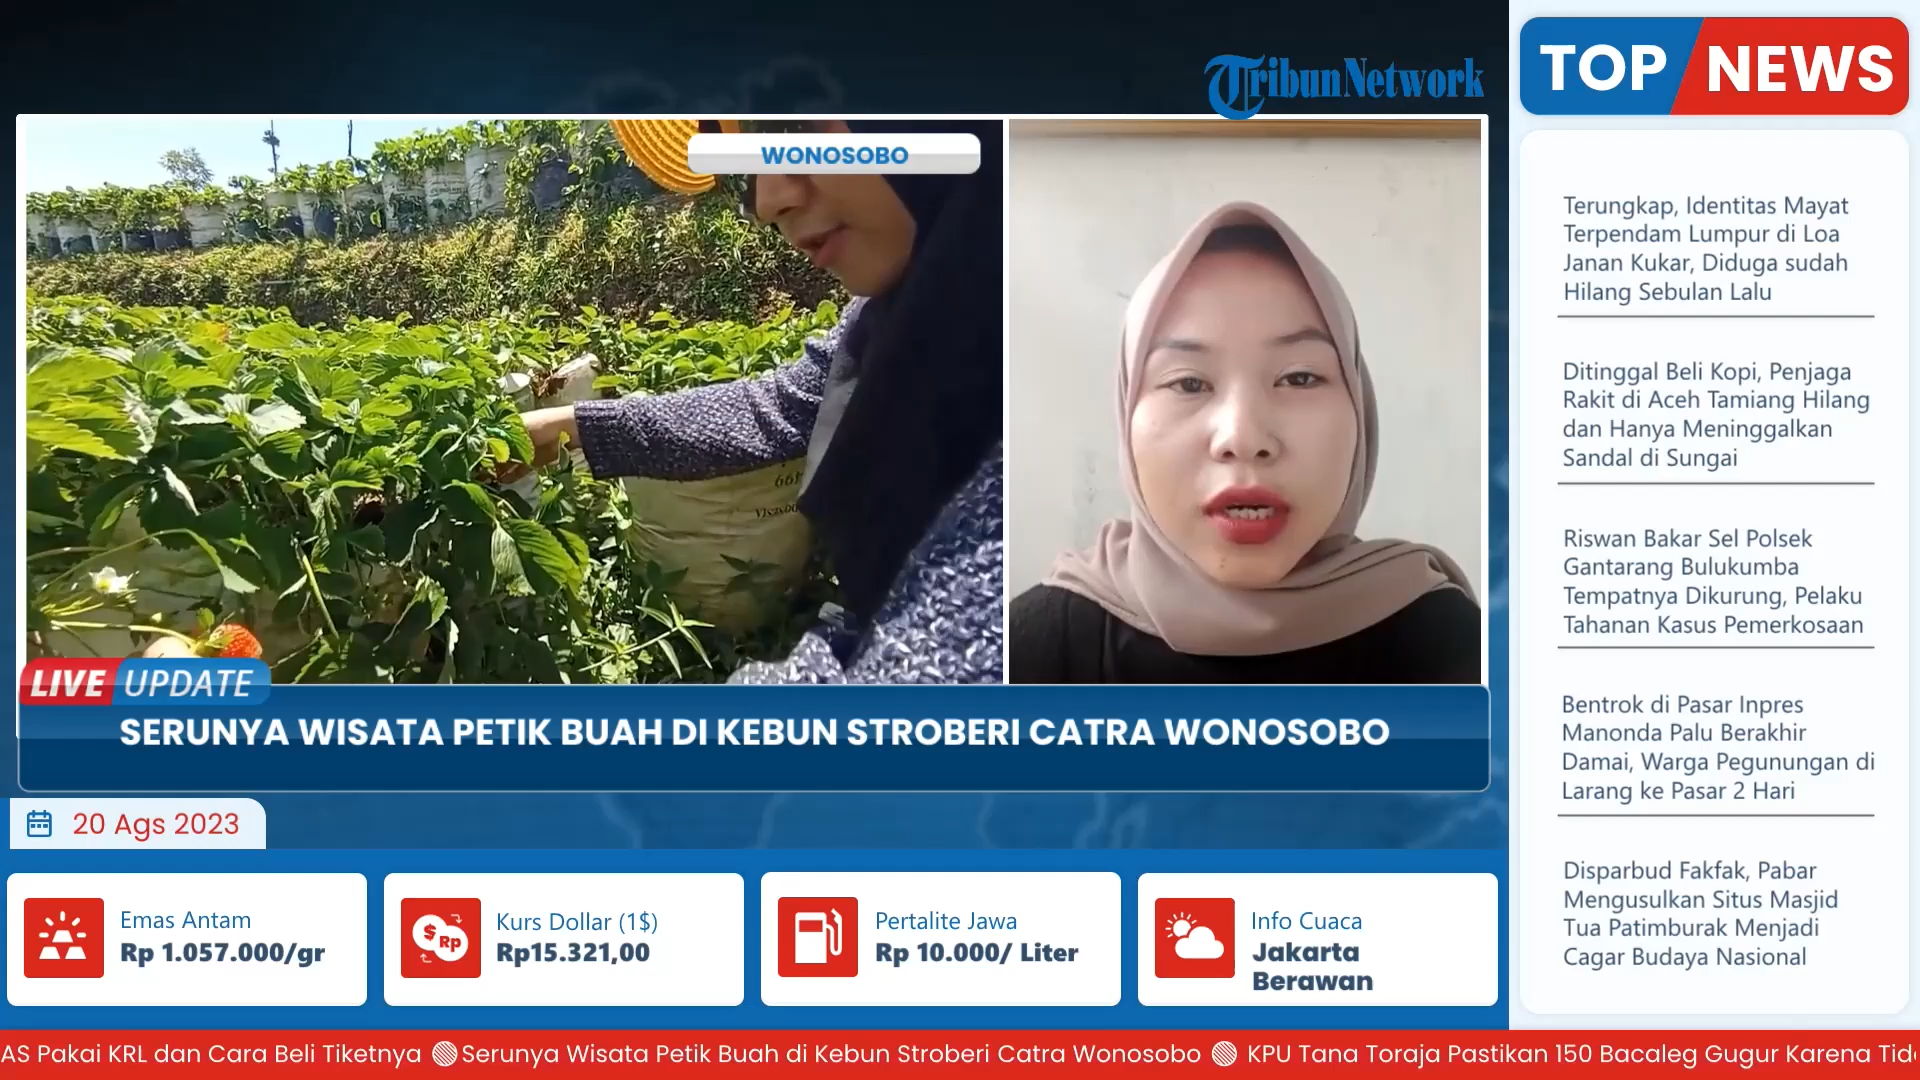 TribunNetwork
TOP NEWS
WONOSOBO
LIVE UPDATE
SERUNYA WISATA PETIK BUAH DI KEBUN STROBERI CATRA WONOSOBO
20 Ags 2023
Emas Antam
Rp 1.057.000/gr
Kurs Dollar (1$)
Rp15.321,00
Pertalite Jawa
Rp 10.000/ Liter
Info Cuaca
Jakarta
Berawan
Terungkap, Identitas Mayat
Terpendam Lumpur di Loa
Janan Kukar, Diduga sudah
Hilang Sebulan Lalu
Ditinggal Beli Kopi, Penjaga
Rakit di Aceh Tamiang Hilang
dan Hanya Meninggalkan
Sandal di Sungai
Riswan Bakar Sel Polsek
Gantarang Bulukumba
Tempatnya Dikurung, Pelaku
Tahanan Kasus Pemerkosaan
Bentrok di Pasar Inpres
Manonda Palu Berakhir
Damai, Warga Pegunungan di
Larang ke Pasar 2 Hari
Disparbud Fakfak, Pabar
Mengusulkan Situs Masjid
Tua Patimburak Menjadi
Cagar Budaya Nasional
AS Pakai KRL dan Cara Beli Tiketnya Serunya Wisata Petik Buah di Kebun Stroberi Catra Wonosobo KPU Tana Toraja Pastikan 150 Bacaleg Gugur Karena